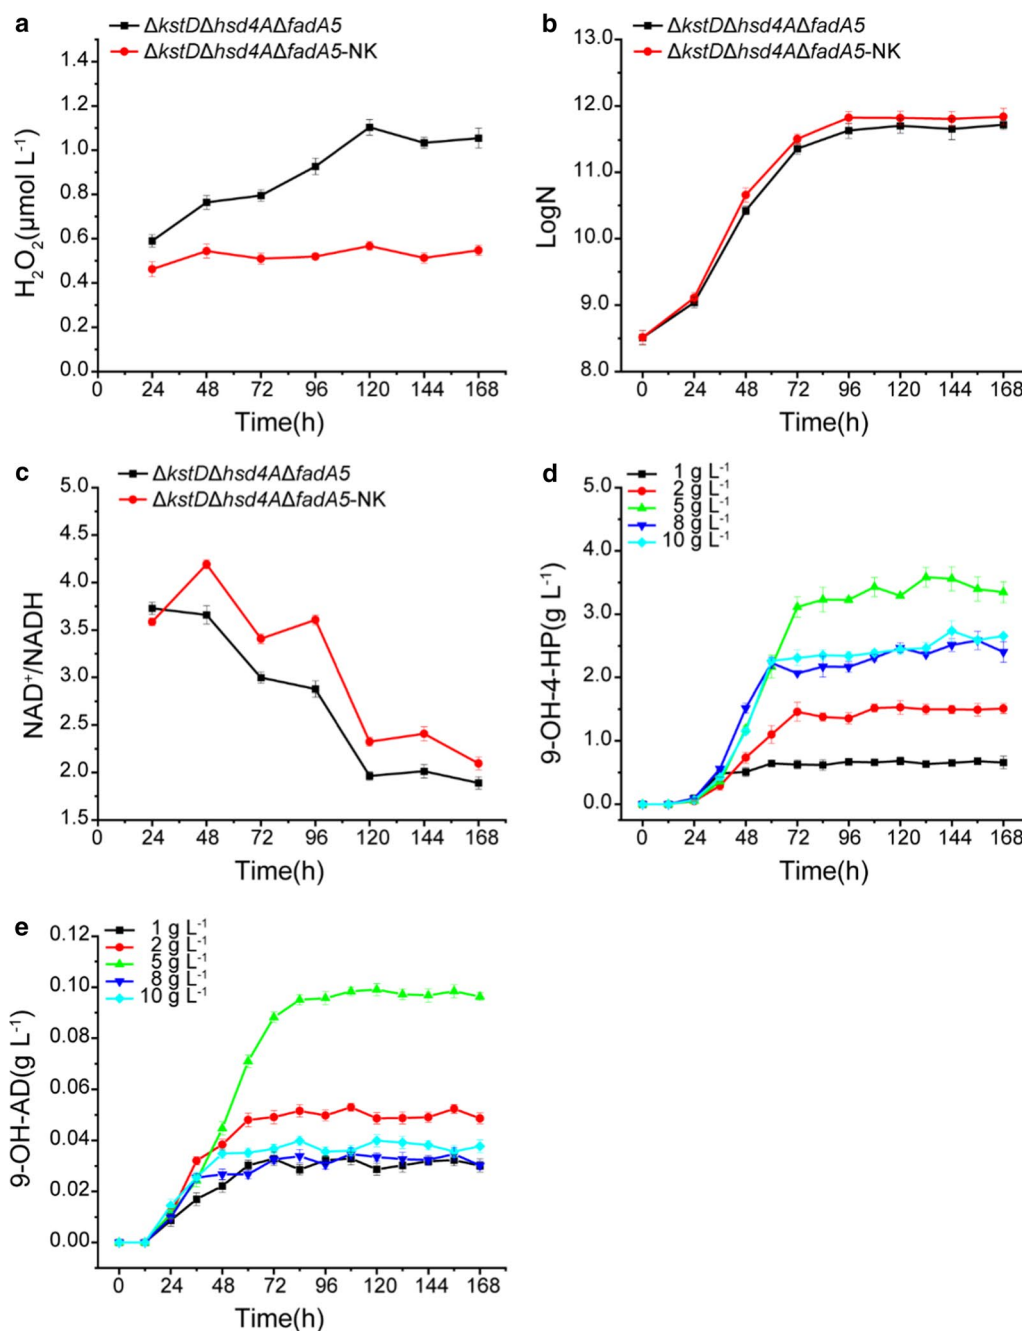 a
ΔkstDΔhsd4AΔfadA5
ΔkstDΔhsd4AΔfadA5-NK
H₂O₂(μmol L⁻¹)
1.4
1.2
1.0
0.8
0.6
0.4
0.2
0.0
0 24 48 72 96 120 144 168
Time(h)
b
ΔkstDΔhsd4AΔfadA5
ΔkstDΔhsd4AΔfadA5-NK
LogN
13.0
12.0
11.0
10.0
9.0
8.0
0 24 48 72 96 120 144 168
Time(h)
c
ΔkstDΔhsd4AΔfadA5
ΔkstDΔhsd4AΔfadA5-NK
NAD⁺/NADH
5.0
4.5
4.0
3.5
3.0
2.5
2.0
1.5
0 24 48 72 96 120 144 168
Time(h)
d
1 g L⁻¹
2 g L⁻¹
5 g L⁻¹
8 g L⁻¹
10 g L⁻¹
9-OH-4-HP(g L⁻¹)
5.0
4.0
3.0
2.0
1.0
0.0
0 24 48 72 96 120 144 168
Time(h)
e
1 g L⁻¹
2 g L⁻¹
5 g L⁻¹
8 g L⁻¹
10 g L⁻¹
9-OH-AD(g L⁻¹)
0.12
0.10
0.08
0.06
0.04
0.02
0.00
0 24 48 72 96 120 144 168
Time(h)